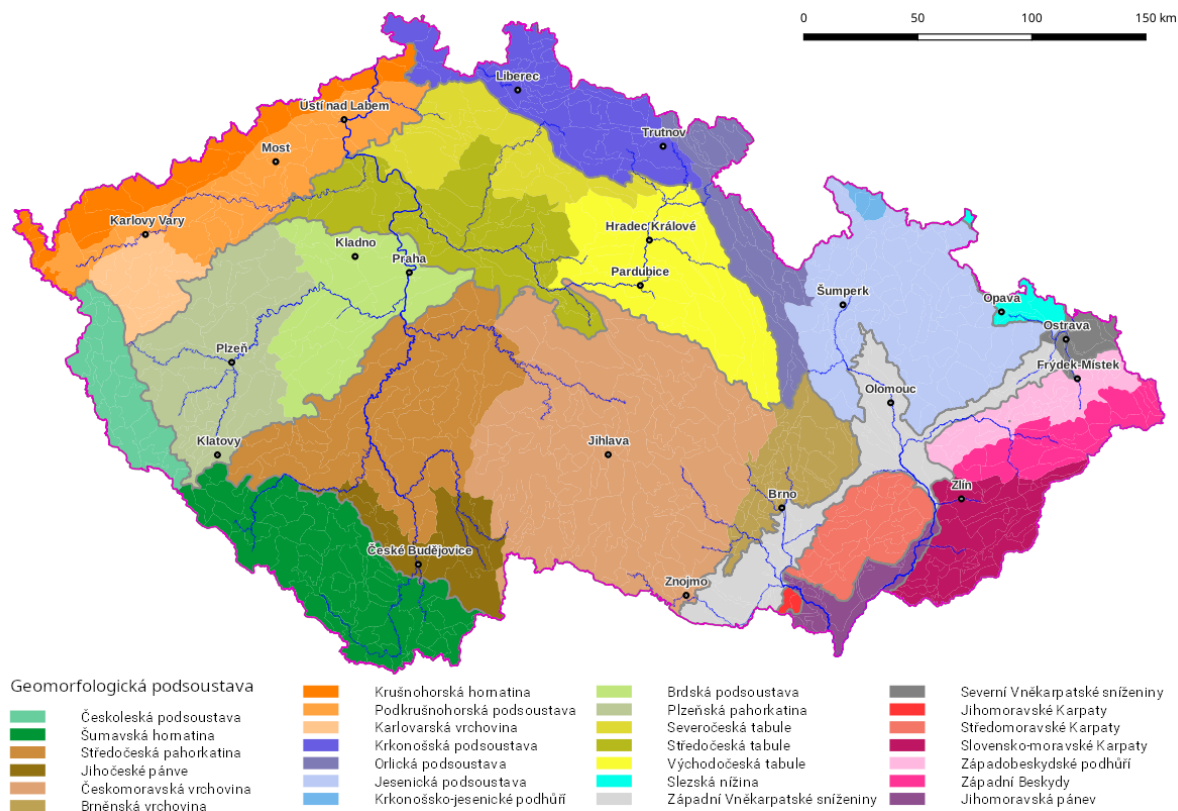 0 50 100 150 km
Liberec
Ústí nad Labem
Trutnov
Most
Karlovy Vary
Hradec Králové
Kladno
Praha
Pardubice
Šumperk
Opava
Ostrava
Plzeň
Frýdek-Místek
Olomouc
Klatovy
Jihlava
Zlín
Brno
České Budějovice
Znojmo
Geomorfologická podsoustava
Českoleská podsoustava
Šumavská hornatina
Středočeská pahorkatina
Jihočeské pánve
Českomoravská vrchovina
Brněnská vrchovina
Krušnohorská hornatina
Podkrušnohorská podsoustava
Karlovarská vrchovina
Krkonošská podsoustava
Orlická podsoustava
Jesenická podsoustava
Krkonošsko-jesenické podhůří
Brdská podsoustava
Plzeňská pahorkatina
Severočeská tabule
Středočeská tabule
Východočeská tabule
Slezská nížina
Západní Vněkarpatské sníženiny
Severní Vněkarpatské sníženiny
Jihomoravské Karpaty
Středomoravské Karpaty
Slovensko-moravské Karpaty
Západobeskydské podhůří
Západní Beskydy
Jihomoravská pánev